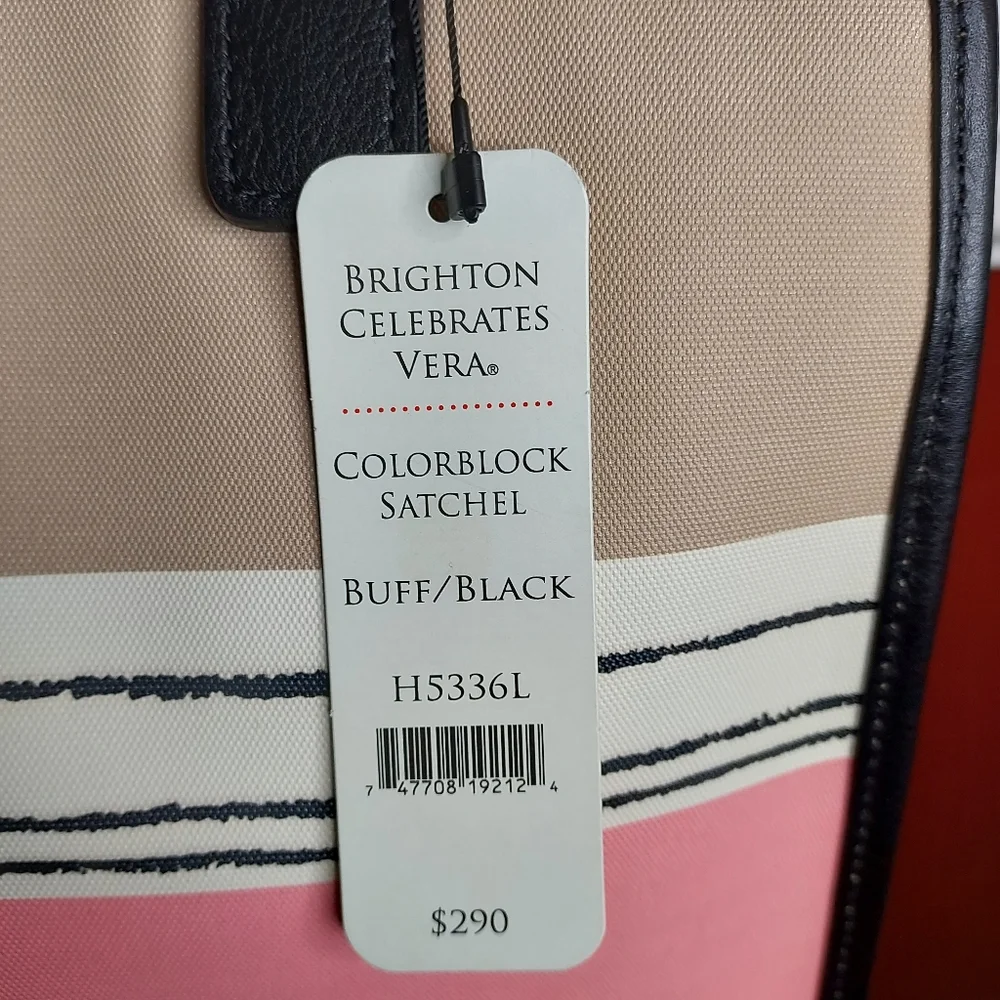 BRIGHTON
CELEBRATES
VERA®
COLORBLOCK
SATCHEL
BUFF/BLACK
H5336L
7 47708 19212 4
$290